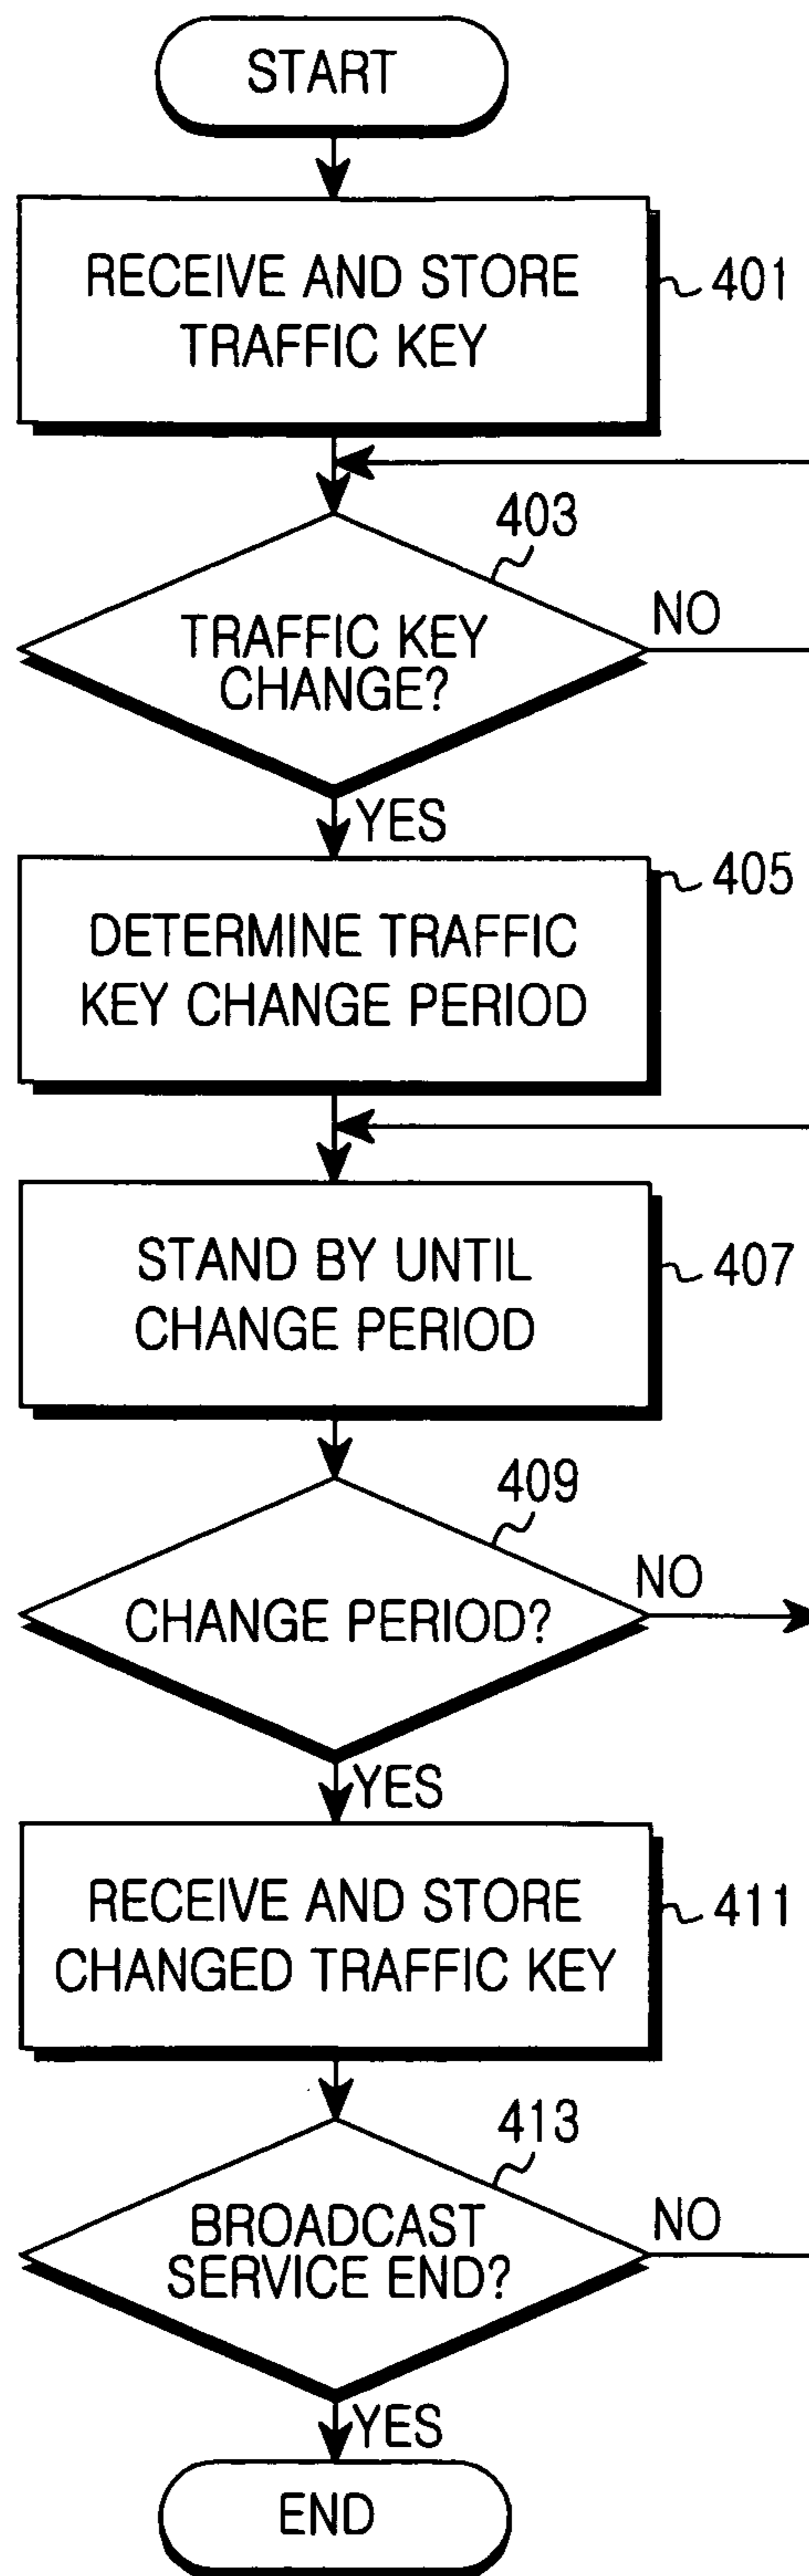 START
RECEIVE AND STORE
TRAFFIC KEY
401
403
TRAFFIC KEY
CHANGE?
NO
YES
405
DETERMINE TRAFFIC
KEY CHANGE PERIOD
STAND BY UNTIL
CHANGE PERIOD
407
409
CHANGE PERIOD?
NO
YES
RECEIVE AND STORE
CHANGED TRAFFIC KEY
411
413
BROADCAST
SERVICE END?
NO
YES
END